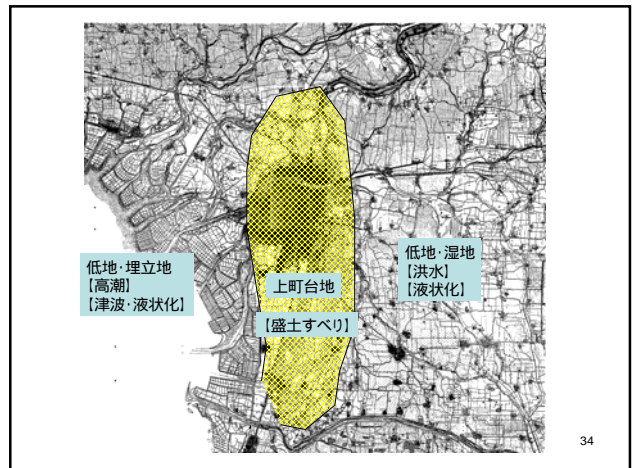 低地・埋立地
【高潮】
【津波・液状化】
上町台地
【盛土すべり】
低地・湿地
【洪水】
【液状化】
34